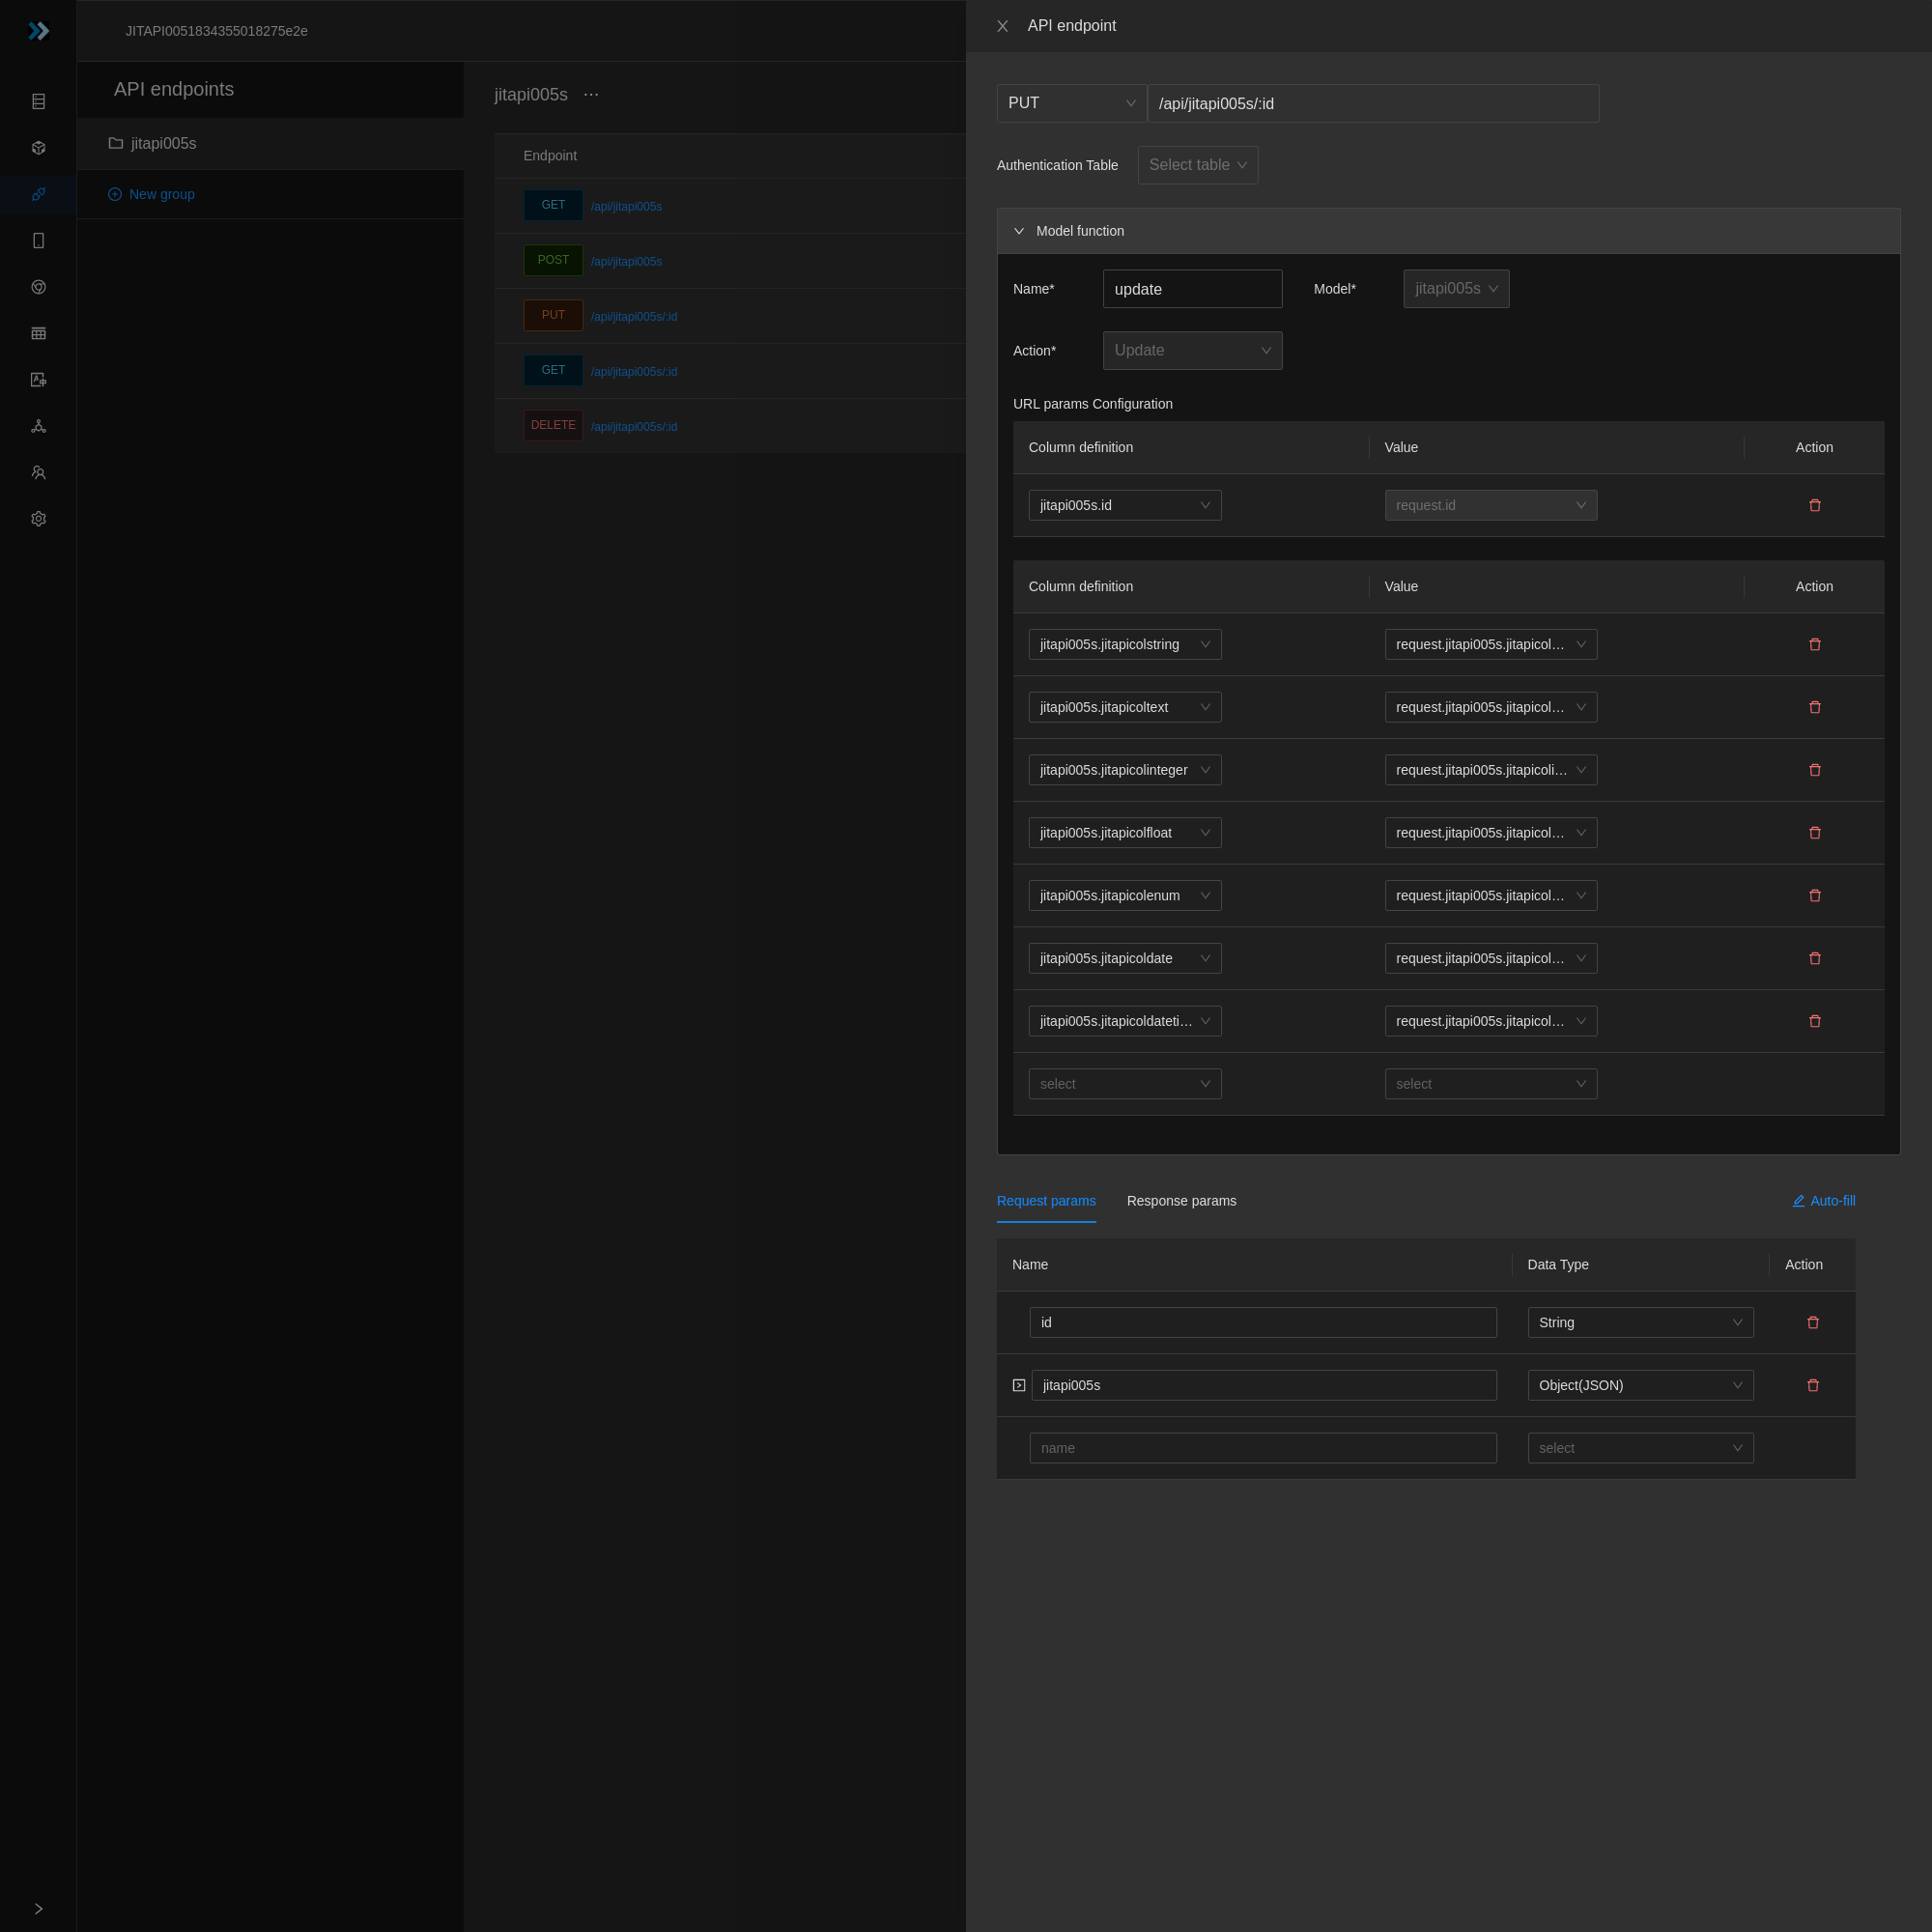 JITAPI0051834355018275e2e
API endpoints
jitapi005s
New group
jitapi005s
Endpoint
GET /api/jitapi005s
POST /api/jitapi005s
PUT /api/jitapi005s/:id
GET /api/jitapi005s/:id
DELETE /api/jitapi005s/:id
API endpoint
PUT /api/jitapi005s/:id
Authentication Table Select table
Model function
Name* update Model* jitapi005s
Action* Update
URL params Configuration
Column definition Value Action
jitapi005s.id request.id
Column definition Value Action
jitapi005s.jitapicolstring request.jitapi005s.jitapicol…
jitapi005s.jitapicoltext request.jitapi005s.jitapicol…
jitapi005s.jitapicolinteger request.jitapi005s.jitapicoli…
jitapi005s.jitapicolfloat request.jitapi005s.jitapicol…
jitapi005s.jitapicolenum request.jitapi005s.jitapicol…
jitapi005s.jitapicoldate request.jitapi005s.jitapicol…
jitapi005s.jitapicoldateti… request.jitapi005s.jitapicol…
select select
Request params Response params Auto-fill
Name Data Type Action
id String
jitapi005s Object(JSON)
name select